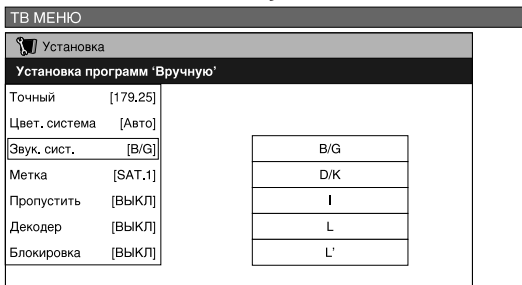 ТВ МЕНЮ
Установка
Установка программ ‘Вручную’
Точный [179.25]
Цвет. система [Авто]
Звук. сист. [B/G]
Метка [SAT.1]
Пропустить [ВЫКЛ]
Декодер [ВЫКЛ]
Блокировка [ВЫКЛ]
B/G
D/K
I
L
L’